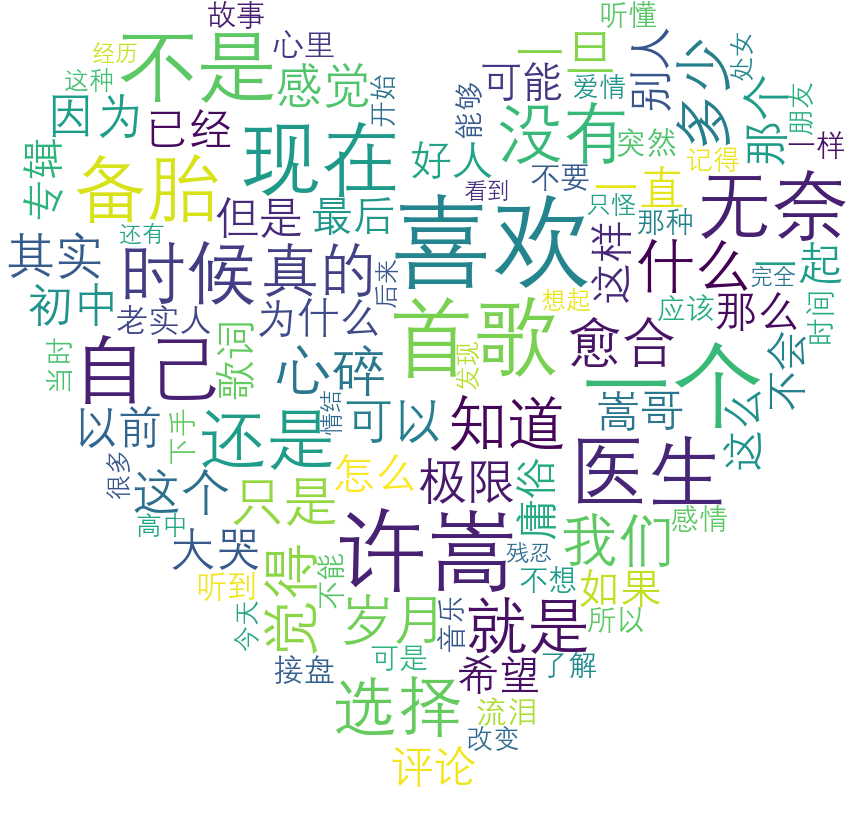 故事
听懂
不是
心里
一旦
别人
处女
经历
感觉
可能
爱情
多少
这种
开始
能够
那个
朋友
因为
已经
没有
突然
一样
专辑
现在
好人
记得
备胎
不要
一直
无奈
看到
但是
最后
喜欢
只怪
那种
还有
其实
时候
真的
这样
什么
一起
后来
完全
初中
老实人
为什么
首歌
想起
应该
那么
时间
愈合
歌词
自己
心碎
发现
一个
不会
当时
情结
嵩哥
这么
以前
下手
还是
可以
知道
医生
很多
这个
怎么
极限
庸俗
只是
高中
许嵩
感情
大哭
我们
残忍
觉得
听到
不能
不想
如果
今天
岁月
音乐
就是
所以
接盘
可是
希望
了解
选择
流泪
改变
评论